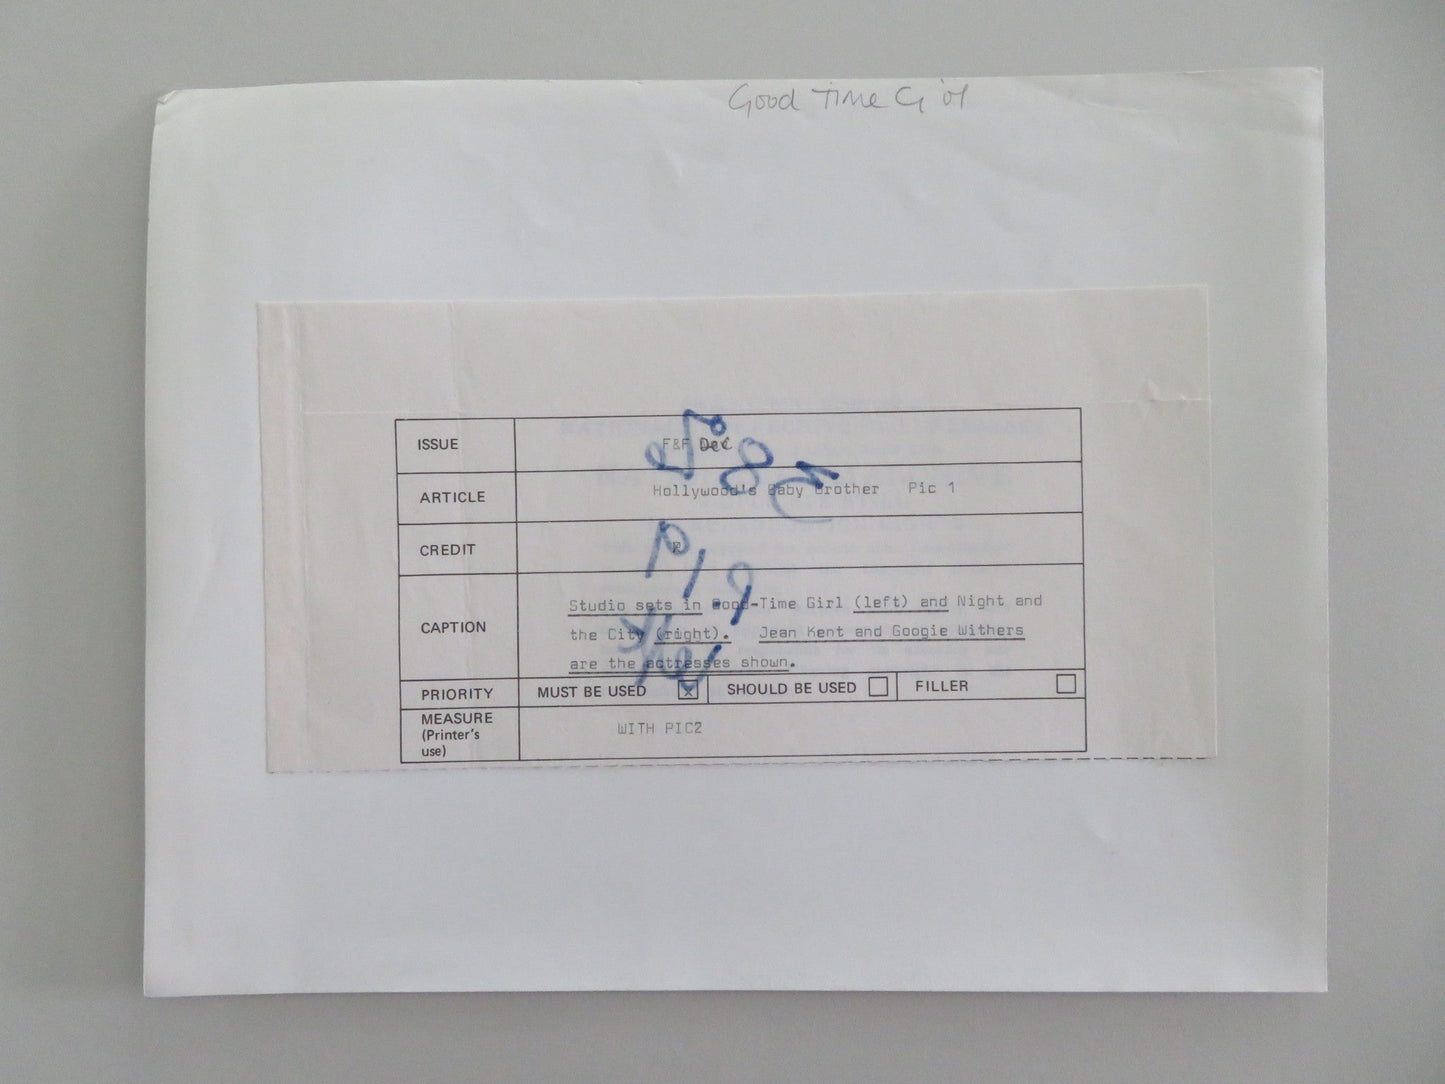 Good Time Girl
ISSUE F&F Dec
ARTICLE Hollywood's Baby Brother Pic 1
CREDIT
CAPTION Studio sets in Good-Time Girl (left) and Night and
the City (right). Jean Kent and Googie Withers
are the actresses shown.
PRIORITY MUST BE USED x SHOULD BE USED FILLER
MEASURE
(Printer's
use)
WITH PIC2